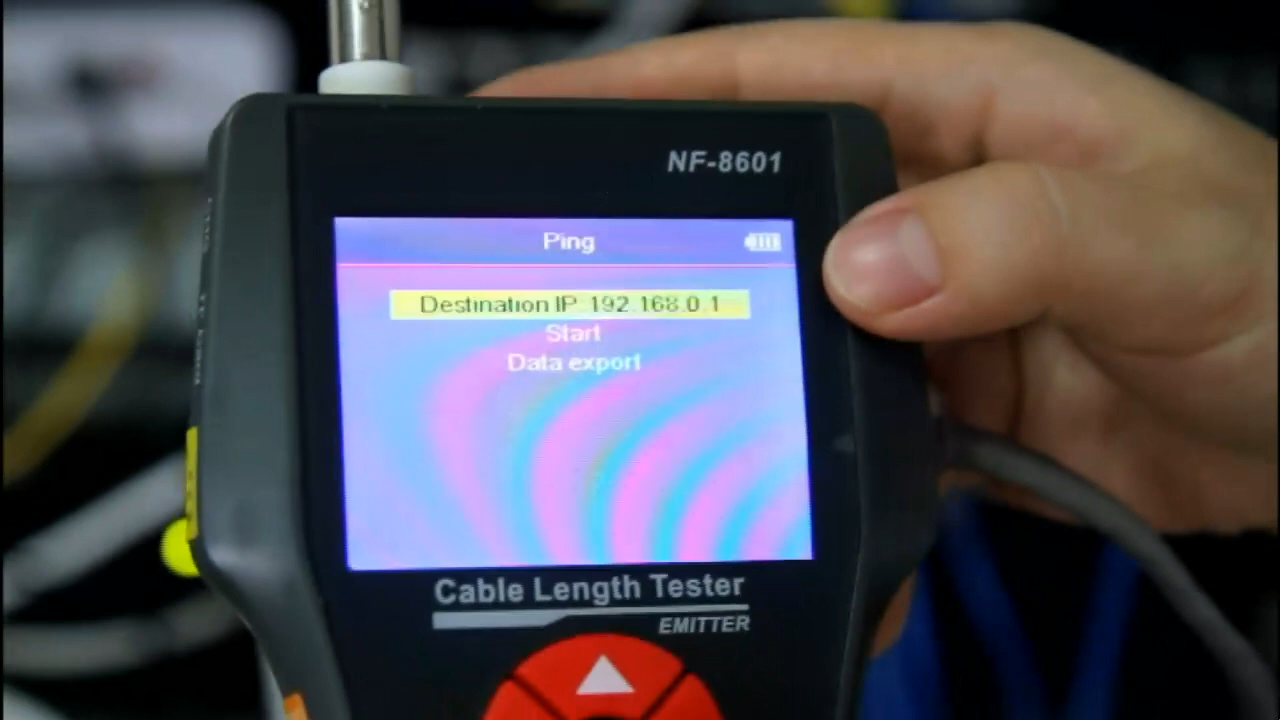 NF-8601
Ping
Destination IP 192.168.0.1
Start
Data export
Cable Length Tester
EMITTER